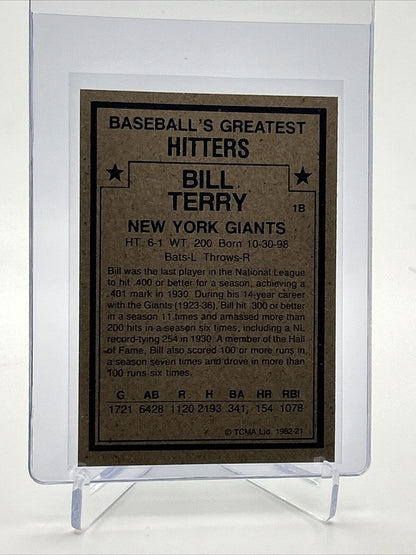 BASEBALL'S GREATEST
HITTERS
BILL
TERRY
1B
NEW YORK GIANTS
HT. 6-1 WT. 200 Born 10-30-98
Bats-L Throws-R
Bill was the last player in the National League
to hit .400 or better for a season, achieving a
.401 mark in 1930. During his 14-year career
with the Giants (1923-36), Bill hit .300 or better
in a season 11 times and amassed more than
200 hits in a season six times, including a NL
record-tying 254 in 1930. A member of the Hall
of Fame, Bill also scored 100 or more runs in
a season seven times and drove in more than
100 runs six times.
G AB R H BA HR RBI
1721 6428 1120 2193 .341, 154 1078
© TCMA Ltd. 1982-21